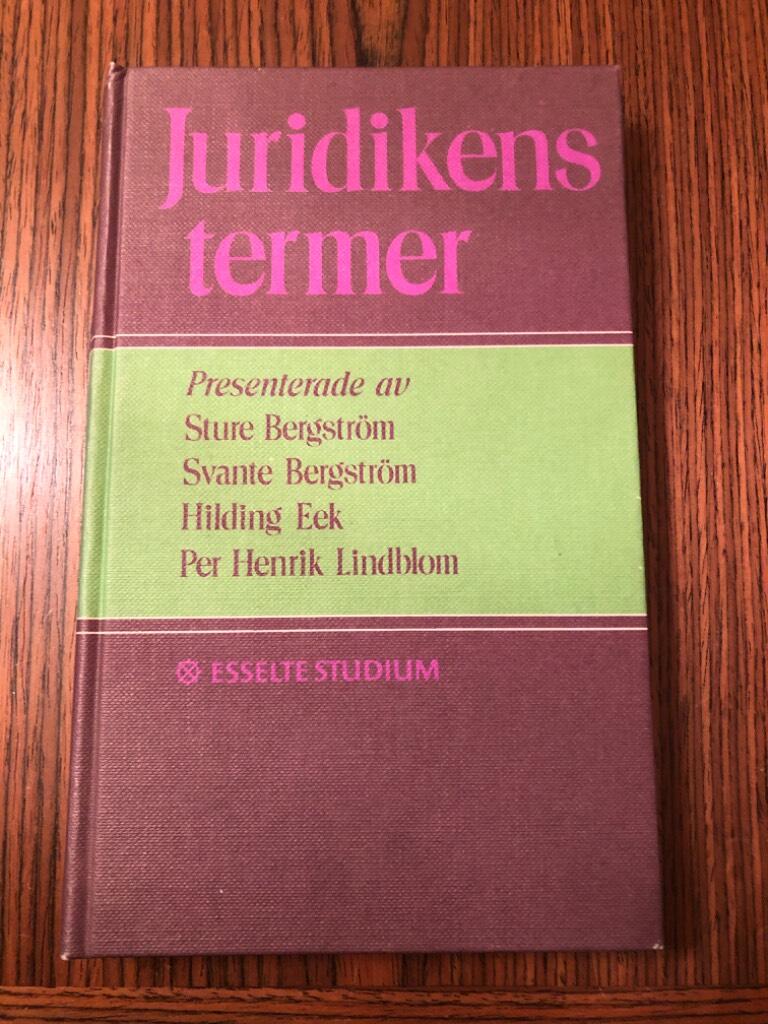 Juridikens
termer
Presenterade av
Sture Bergström
Svante Bergström
Hilding Eek
Per Henrik Lindblom
ESSELTE STUDIUM